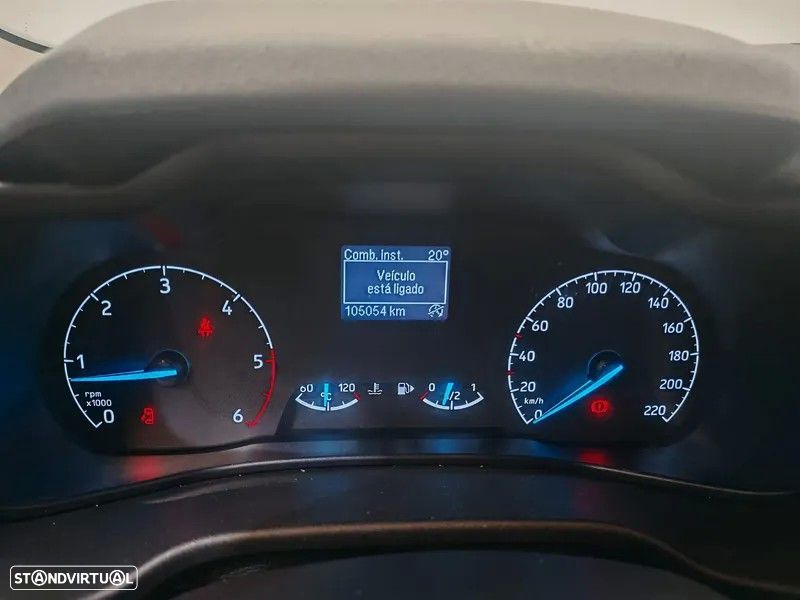 Comb. inst. 20°
Veículo
está ligado
105054 km
0 1 2 3 4 5 6
rpm
x1000
60 120
°C
0 1/2 1
0 20 40 60 80 100 120 140 160 180 200 220
km/h
STANDVIRTUAL